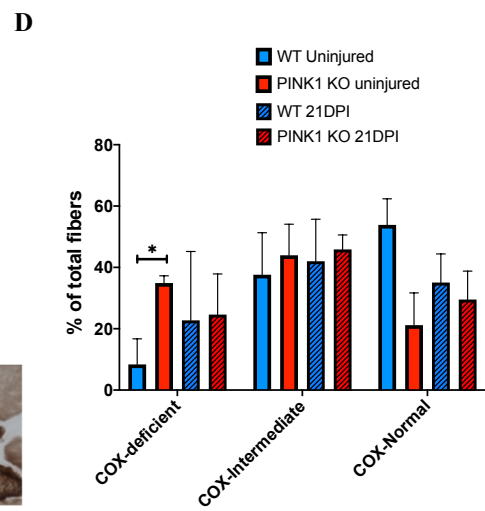 D
WT Uninjured
PINK1 KO uninjured
WT 21DPI
PINK1 KO 21DPI
% of total fibers
80
60
40
20
0
*
COX-deficient
COX-Intermediate
COX-Normal